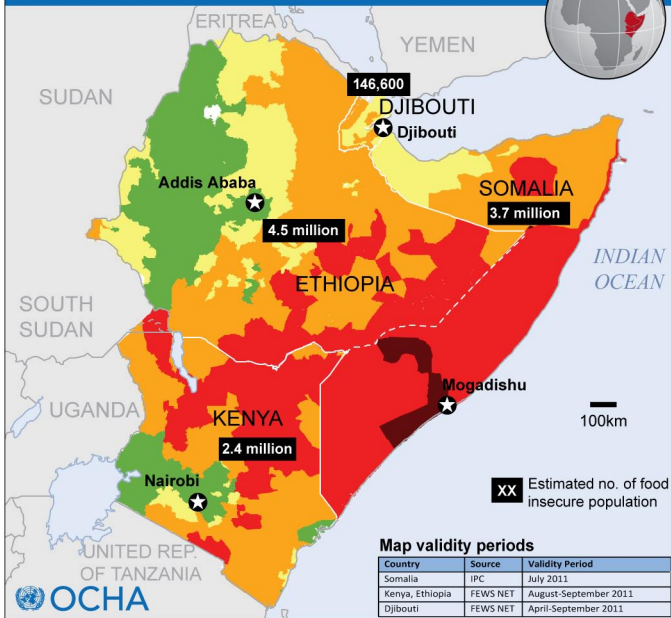 ERITREA
YEMEN
SUDAN
146,600
DJIBOUTI
Djibouti
Addis Ababa
SOMALIA
3.7 million
4.5 million
INDIAN
OCEAN
ETHIOPIA
SOUTH
SUDAN
Mogadishu
UGANDA
KENYA
100km
2.4 million
Nairobi
XX Estimated no. of food
insecure population
UNITED REP.
OF TANZANIA
Map validity periods
Country Source Validity Period
Somalia IPC July 2011
Kenya, Ethiopia FEWS NET August-September 2011
Djibouti FEWS NET April-September 2011
OCHA